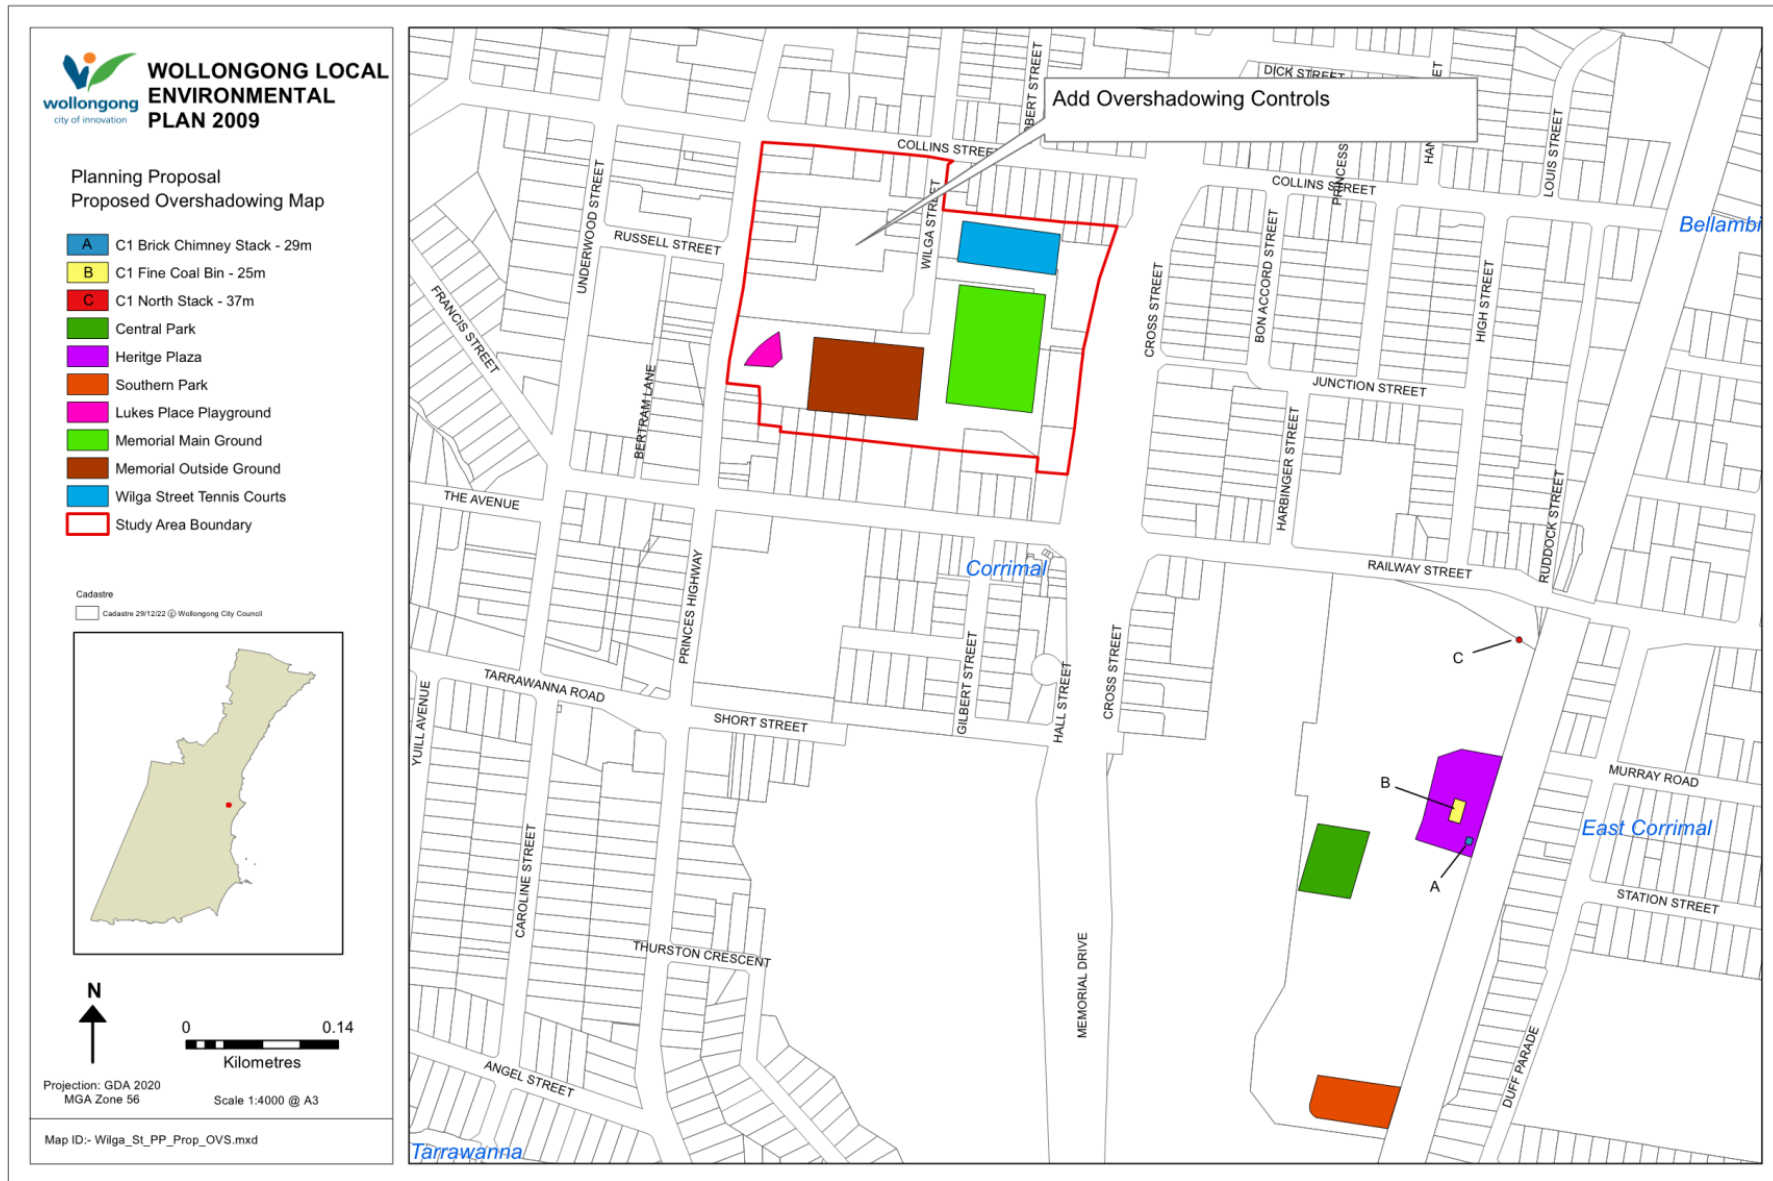 wollongong
city of innovation
WOLLONGONG LOCAL
ENVIRONMENTAL
PLAN 2009
Planning Proposal
Proposed Overshadowing Map
A C1 Brick Chimney Stack - 29m
B C1 Fine Coal Bin - 25m
C C1 North Stack - 37m
Central Park
Heritge Plaza
Southern Park
Lukes Place Playground
Memorial Main Ground
Memorial Outside Ground
Wilga Street Tennis Courts
Study Area Boundary
Cadastre
Cadastre 29/12/22 © Wollongong City Council
N
0 0.14
Kilometres
Projection: GDA 2020
MGA Zone 56
Scale 1:4000 @ A3
Map ID:- Wilga_St_PP_Prop_OVS.mxd
Add Overshadowing Controls
DICK STREET
BERT STREET
COLLINS STREET
COLLINS STREET
PRINCESS
HAN
ET
LOUIS STREET
Bellambi
UNDERWOOD STREET
RUSSELL STREET
WILGA STREET
FRANCIS STREET
BERTRAM LANE
CROSS STREET
BON ACCORD STREET
HIGH STREET
JUNCTION STREET
HARBINGER STREET
RUDDOCK STREET
THE AVENUE
PRINCES HIGHWAY
Corrimal
RAILWAY STREET
C
TARRAWANNA ROAD
YUILL AVENUE
SHORT STREET
GILBERT STREET
HALL STREET
CROSS STREET
MURRAY ROAD
B
East Corrimal
A
STATION STREET
CAROLINE STREET
THURSTON CRESCENT
MEMORIAL DRIVE
DUFF PARADE
ANGEL STREET
Tarrawanna